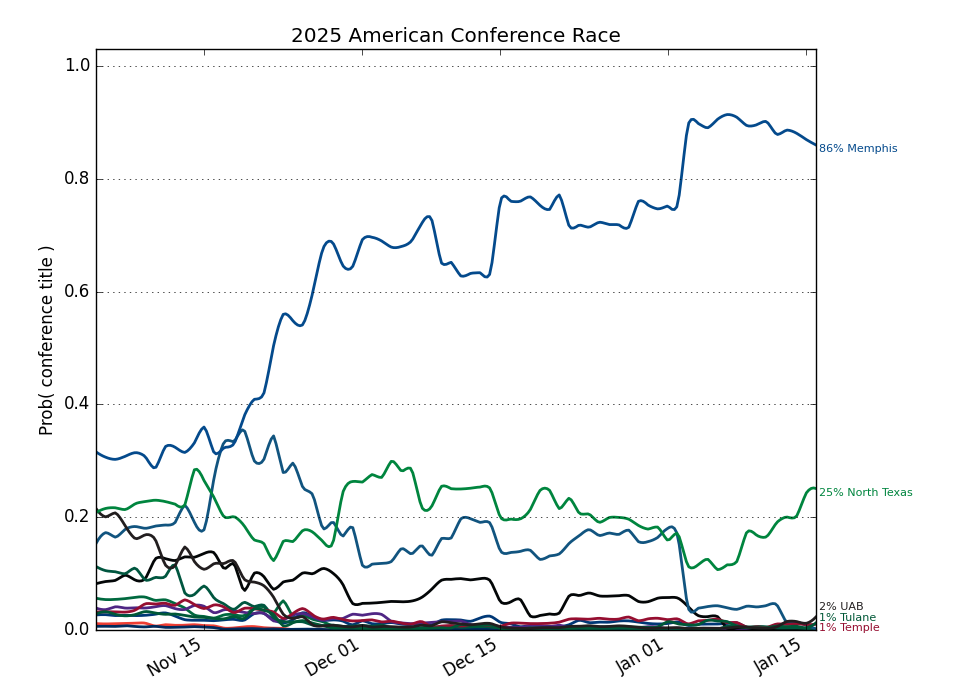 2025 American Conference Race
Prob( conference title )
1.0
0.8
0.6
0.4
0.2
0.0
Nov 15
Dec 01
Dec 15
Jan 01
Jan 15
86% Memphis
25% North Texas
2% UAB
1% Tulane
1% Temple